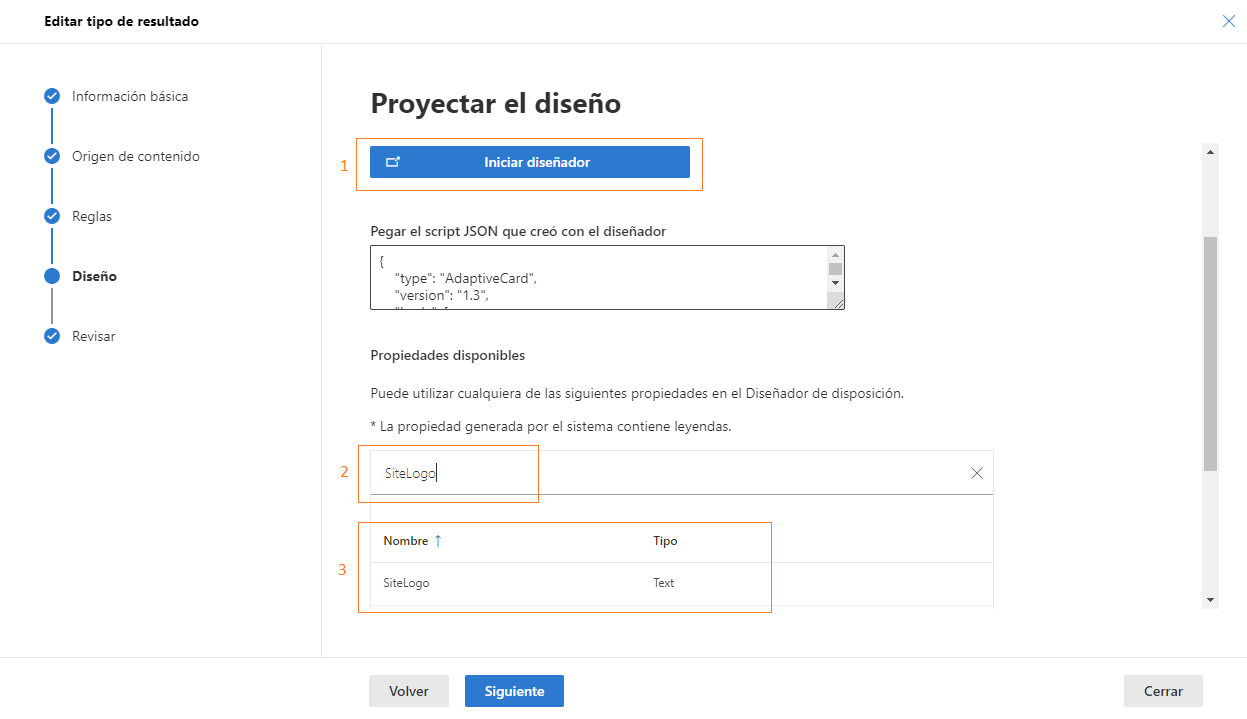 Editar tipo de resultado
Información básica
Origen de contenido
Reglas
Diseño
Revisar
Proyectar el diseño
1
Iniciar diseñador
Pegar el script JSON que creó con el diseñador
{
"type": "AdaptiveCard",
"version": "1.3",
Propiedades disponibles
Puede utilizar cualquiera de las siguientes propiedades en el Diseñador de disposición.
* La propiedad generada por el sistema contiene leyendas.
2
SiteLogo
3
Nombre ↑ Tipo
SiteLogo Text
Volver Siguiente Cerrar